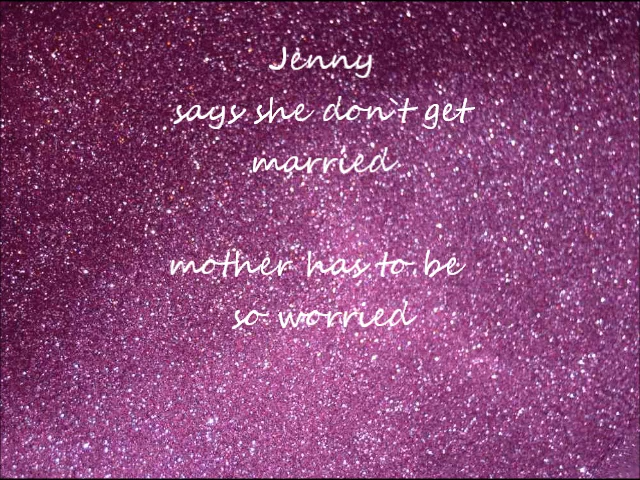 Jenny
says she don't get
married
mother has to be
so worried